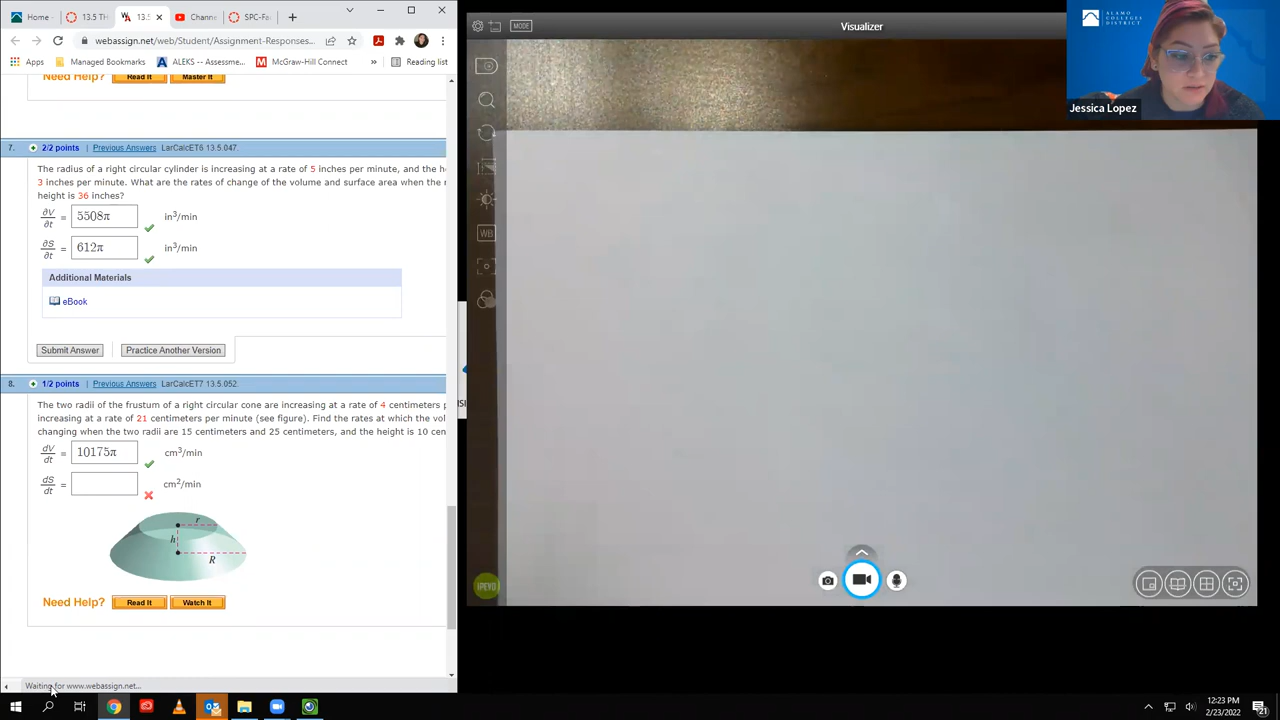 Home -
13.5 TH
13.5
Chann
SPC-Fa
webassign.net/web/Student/Assignment-Responses...
Apps
Managed Bookmarks
ALEKS -- Assessme...
McGraw-Hill Connect
»
Reading list
Need Help?
Read It
Master It
7.
2/2 points | Previous Answers LarCalcET6 13.5.047.
The radius of a right circular cylinder is increasing at a rate of 5 inches per minute, and the he
3 inches per minute. What are the rates of change of the volume and surface area when the r
height is 36 inches?
∂V/∂t = 5508π in³/min
∂S/∂t = 612π in³/min
Additional Materials
eBook
Submit Answer | Practice Another Version
8.
1/2 points | Previous Answers LarCalcET7 13.5.052.
The two radii of the frustum of a right circular cone are increasing at a rate of 4 centimeters p
increasing at a rate of 21 centimeters per minute (see figure). Find the rates at which the vol
changing when the two radii are 15 centimeters and 25 centimeters, and the height is 10 cen
dV/dt = 10175π cm³/min
dS/dt = cm²/min
r
h
R
Need Help?
Read It
Watch It
Waiting for www.webassign.net...
MODE
Visualizer
WB
iPEVO
ALAMO
COLLEGES
DISTRICT
Jessica Lopez
12:23 PM
2/23/2022
21